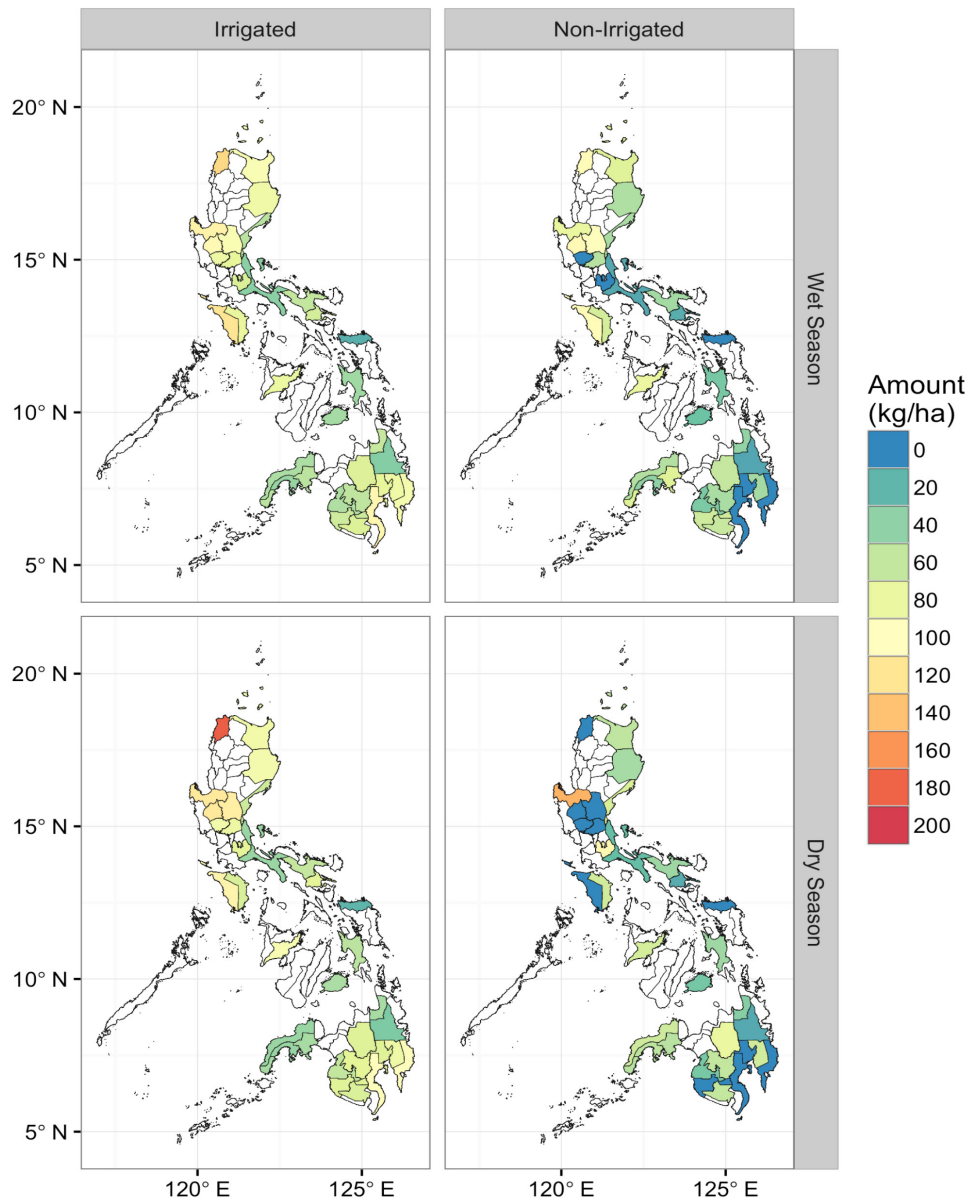 Irrigated
Non-Irrigated
20° N
15° N
10° N
5° N
Wet Season
Amount
(kg/ha)
0
20
40
60
80
100
120
140
160
180
200
20° N
15° N
10° N
5° N
Dry Season
120° E
125° E
120° E
125° E